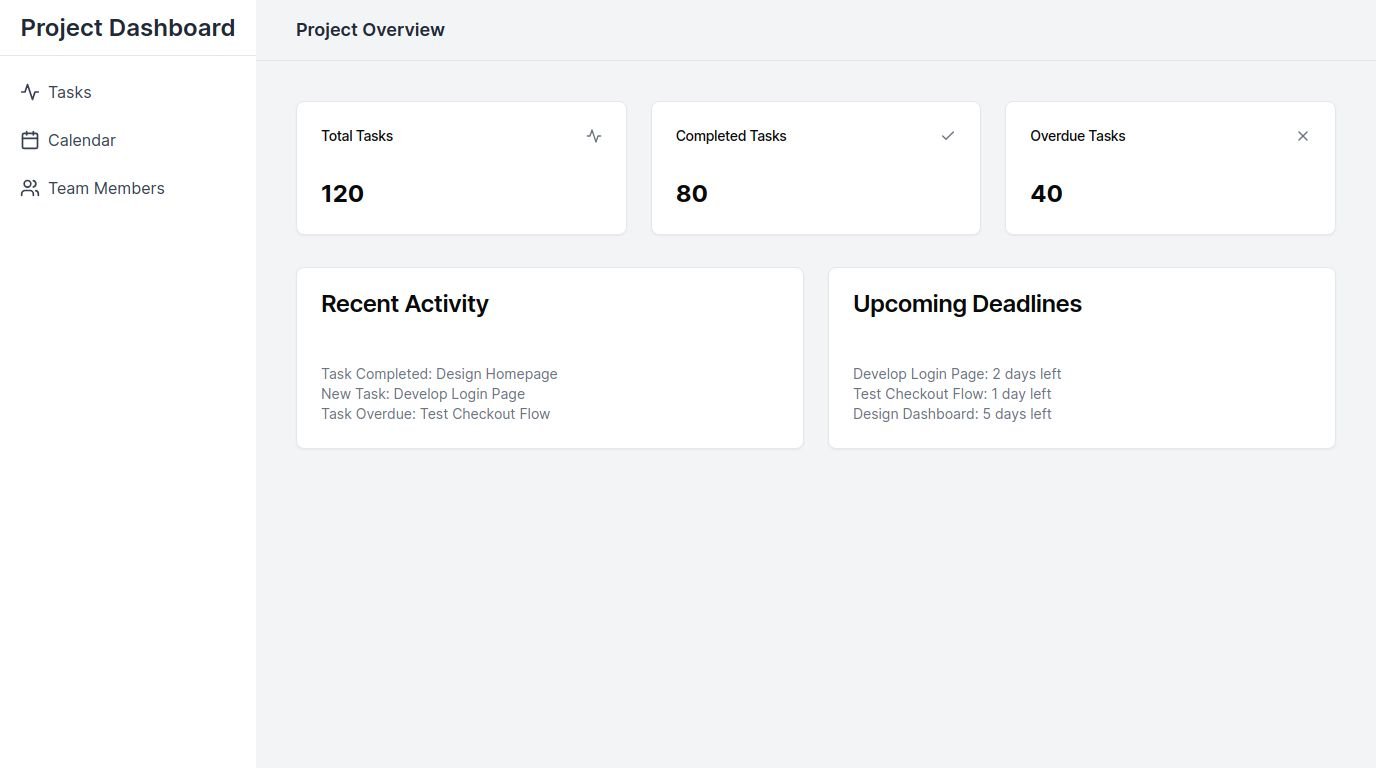 Project Dashboard
Tasks
Calendar
Team Members
Project Overview
Total Tasks
120
Completed Tasks
80
Overdue Tasks
40
Recent Activity
Task Completed: Design Homepage
New Task: Develop Login Page
Task Overdue: Test Checkout Flow
Upcoming Deadlines
Develop Login Page: 2 days left
Test Checkout Flow: 1 day left
Design Dashboard: 5 days left